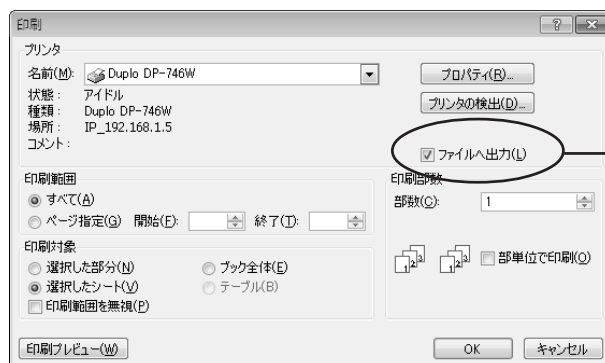 印刷
プリンタ
名前(M): Duplo DP-746W
プロパティ(R)...
状態： アイドル
種類： Duplo DP-746W
プリンタの検出(D)...
場所： IP_192.168.1.5
コメント：
ファイルへ出力(L)
印刷範囲
すべて(A)
ページ指定(G) 開始(F): 終了(T):
印刷部数
部数(C): 1
1 2 3 1 2 3 部単位で印刷(O)
印刷対象
選択した部分(N) ブック全体(E)
選択したシート(V) テーブル(B)
印刷範囲を無視(P)
印刷プレビュー(W) OK キャンセル